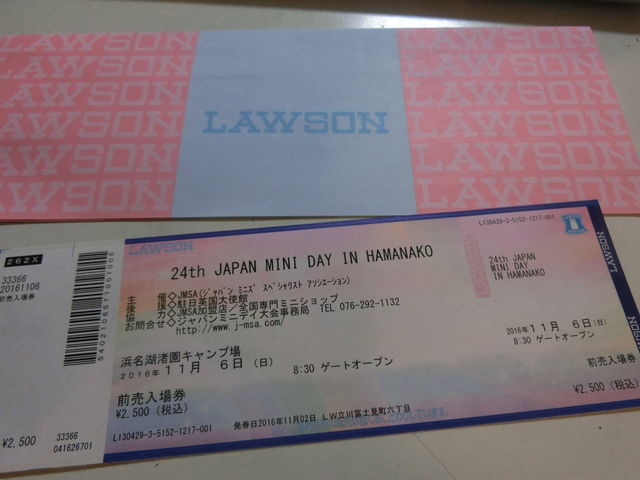 LAWSON LAWSON
LAWSON LAWSON
LAWSON LAWSON
LAWSON LAWSON
LAWSON LAWSON
LAWSON
LAWSON
262X
33366
20161106
前売入場券
¥2,500
33366
041626701
5402106977001095
LAWSON
L130429-3-5152-1217-001
24th JAPAN MINI DAY IN HAMANAKO
主　催◇JMSA(ジャパン ミニズ スペシャリスト アソシエーション)
後　援◇駐日英国大使館
協　力◇JMSA加盟店／全国専門ミニショップ
お問合せ◇ジャパンミニデイ大会事務局　TEL 076-292-1132
http://www.j-msa.com/
浜名湖渚園キャンプ場
2016年 11月 6日(日)　8:30 ゲートオープン
前売入場券
¥2,500(税込)
L130429-3-5152-1217-001
発券日2016年11月02日 LW立川富士見町六丁目
24th JAPAN
MINI DAY
IN HAMANAKO
2016年11月 6日(日)
8:30 ゲートオープン
前売入場券
¥2,500(税込)
LAWSON
LAWSON